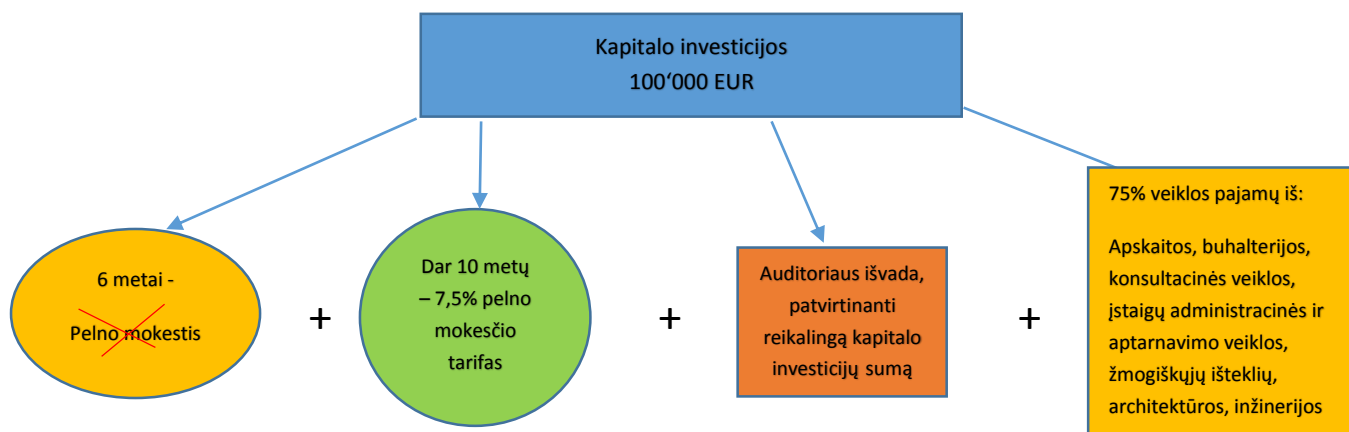 Kapitalo investicijos
100‘000 EUR
6 metai -
Pelno mokestis
+
Dar 10 metų
– 7,5% pelno
mokesčio
tarifas
+
Auditoriaus išvada,
patvirtinanti
reikalingą kapitalo
investicijų sumą
+
75% veiklos pajamų iš:
Apskaitos, buhalterijos,
konsultacinės veiklos,
įstaigų administracinės ir
aptarnavimo veiklos,
žmogiškųjų išteklių,
architektūros, inžinerijos